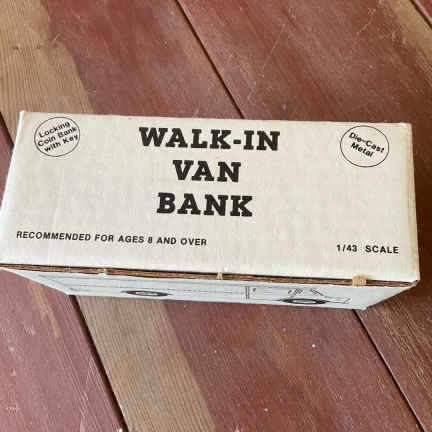 Locking
Coin Bank
with Key
WALK-IN
VAN
BANK
Die-Cast
Metal
RECOMMENDED FOR AGES 8 AND OVER
1/43 SCALE